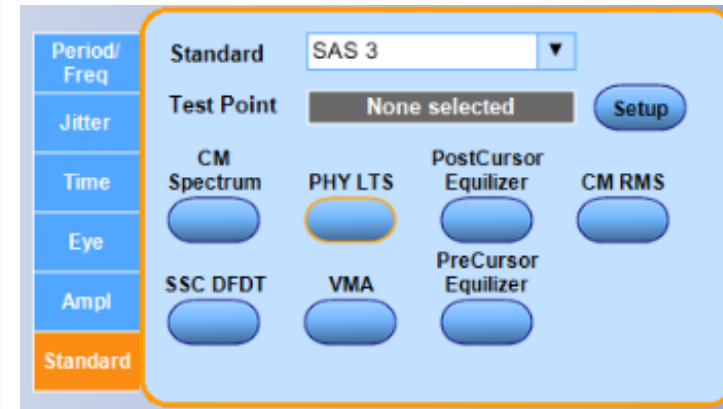 Period/
Freq
Jitter
Time
Eye
Ampl
Standard
Standard
SAS 3
Test Point
None selected
Setup
CM
Spectrum
PHY LTS
PostCursor
Equilizer
CM RMS
SSC DFDT
VMA
PreCursor
Equilizer